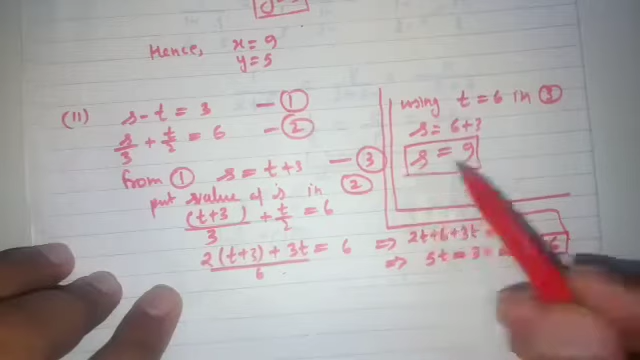 Hence, x = 9
y = 5
(11) s - t = 3 — ①
s/3 + t/2 = 6 — ②
from ① s = t+3 — ③
put s value of s in ②
(t+3)/3 + t/2 = 6
2(t+3) + 3t/6 = 6
⇒ 2t+6+3t =
⇒ 5t = 3
using t = 6 in ③
s = 6+3
s = 9